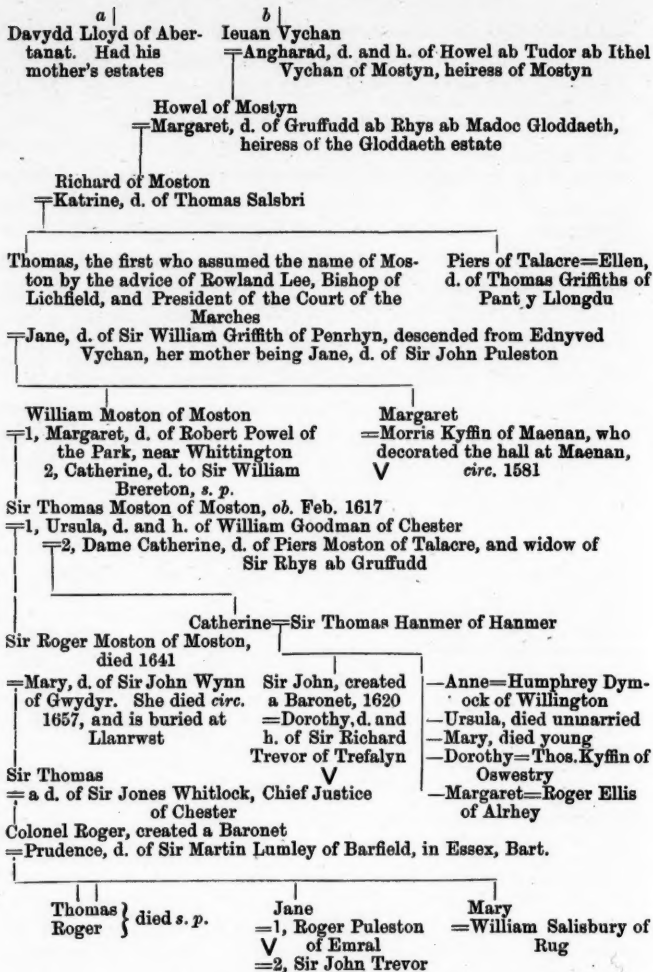 a b
Davydd Lloyd of Aber- Ieuan Vychan
tanat. Had his =Angharad, d. and h. of Howel ab Tudor ab Ithel
mother's estates Vychan of Mostyn, heiress of Mostyn
Howel of Mostyn
=Margaret, d. of Gruffudd ab Rhys ab Madoc Gloddaeth,
heiress of the Gloddaeth estate
Richard of Moston
=Katrine, d. of Thomas Salsbri
Thomas, the first who assumed the name of Mos- Piers of Talacre=Ellen,
ton by the advice of Rowland Lee, Bishop of d. of Thomas Griffiths of
Lichfield, and President of the Court of the Pant y Llongdu
Marches
=Jane, d. of Sir William Griffith of Penrhyn, descended from Ednyved
Vychan, her mother being Jane, d. of Sir John Puleston
William Moston of Moston Margaret
=1, Margaret, d. of Robert Powel of =Morris Kyffin of Maenan, who
the Park, near Whittington decorated the hall at Maenan,
2, Catherine, d. to Sir William V circ. 1581
Brereton, s. p.
Sir Thomas Moston of Moston, ob. Feb. 1617
=1, Ursula, d. and h. of William Goodman of Chester
=2, Dame Catherine, d. of Piers Moston of Talacre, and widow of
Sir Rhys ab Gruffudd
Catherine=Sir Thomas Hanmer of Hanmer
Sir Roger Moston of Moston,
died 1641
=Mary, d. of Sir John Wynn Sir John, created —Anne=Humphrey Dym-
of Gwydyr. She died circ. a Baronet, 1620 ock of Willington
1657, and is buried at =Dorothy, d. and —Ursula, died unmarried
Llanrwst h. of Sir Richard —Mary, died young
Trevor of Trefalyn —Dorothy=Thos. Kyffin of
Sir Thomas V Oswestry
=a d. of Sir Jones Whitlock, Chief Justice —Margaret=Roger Ellis
of Chester of Alrhey
Colonel Roger, created a Baronet
=Prudence, d. of Sir Martin Lumley of Barfield, in Essex, Bart.
Thomas } died s. p. Jane Mary
Roger =1, Roger Puleston =William Salisbury of
V of Emral Rug
=2, Sir John Trevor